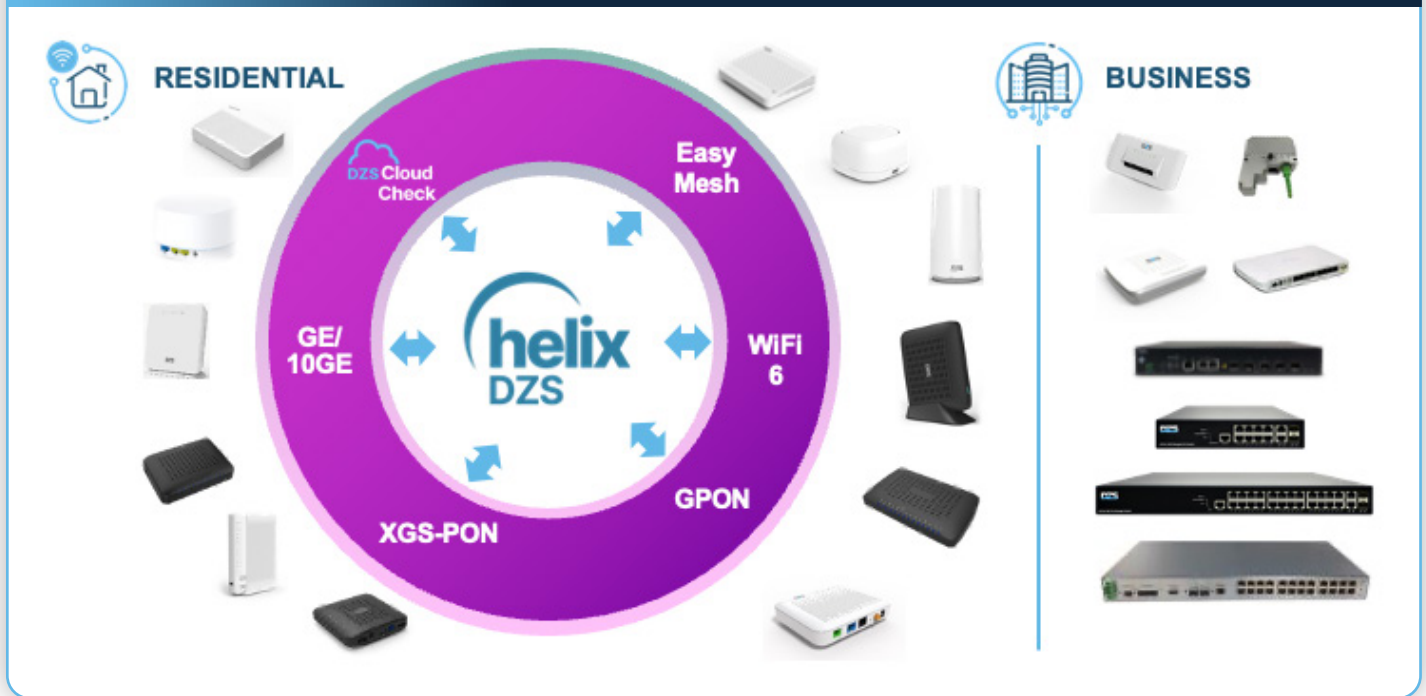 RESIDENTIAL
BUSINESS
DZS Cloud
Check
Easy
Mesh
GE/
10GE
helix
DZS
WiFi
6
XGS-PON
GPON